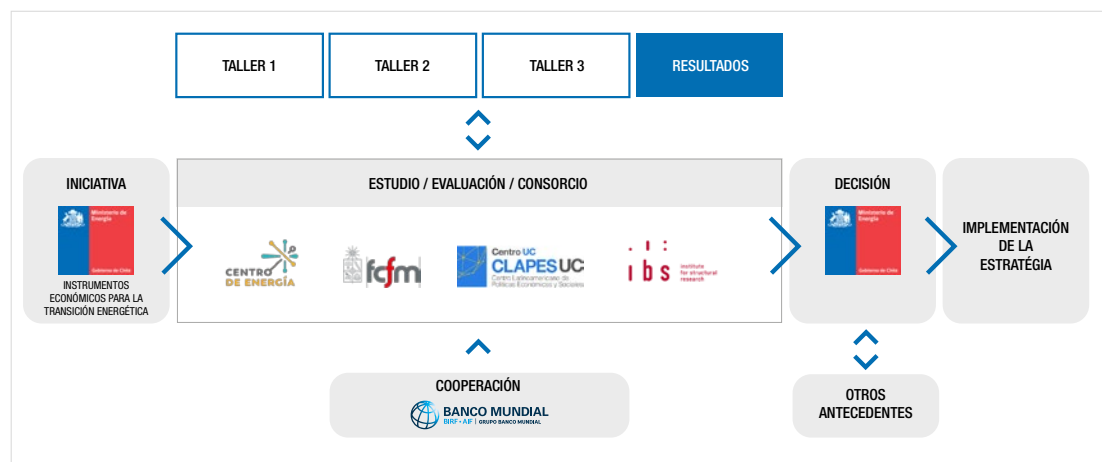 TALLER 1
TALLER 2
TALLER 3
RESULTADOS
INICIATIVA
Ministerio de
Energía
Gobierno de Chile
INSTRUMENTOS
ECONÓMICOS PARA LA
TRANSICIÓN ENERGÉTICA
ESTUDIO / EVALUACIÓN / CONSORCIO
CENTRO
DE ENERGÍA
fcfm
Centro UC
CLAPES UC
Centro Latinoamericano de
Políticas Económicas y Sociales
ibs
institute
for structural
research
DECISIÓN
Ministerio de
Energía
Gobierno de Chile
IMPLEMENTACIÓN
DE LA
ESTRATÉGIA
COOPERACIÓN
BANCO MUNDIAL
BIRF • AIF | GRUPO BANCO MUNDIAL
OTROS
ANTECEDENTES